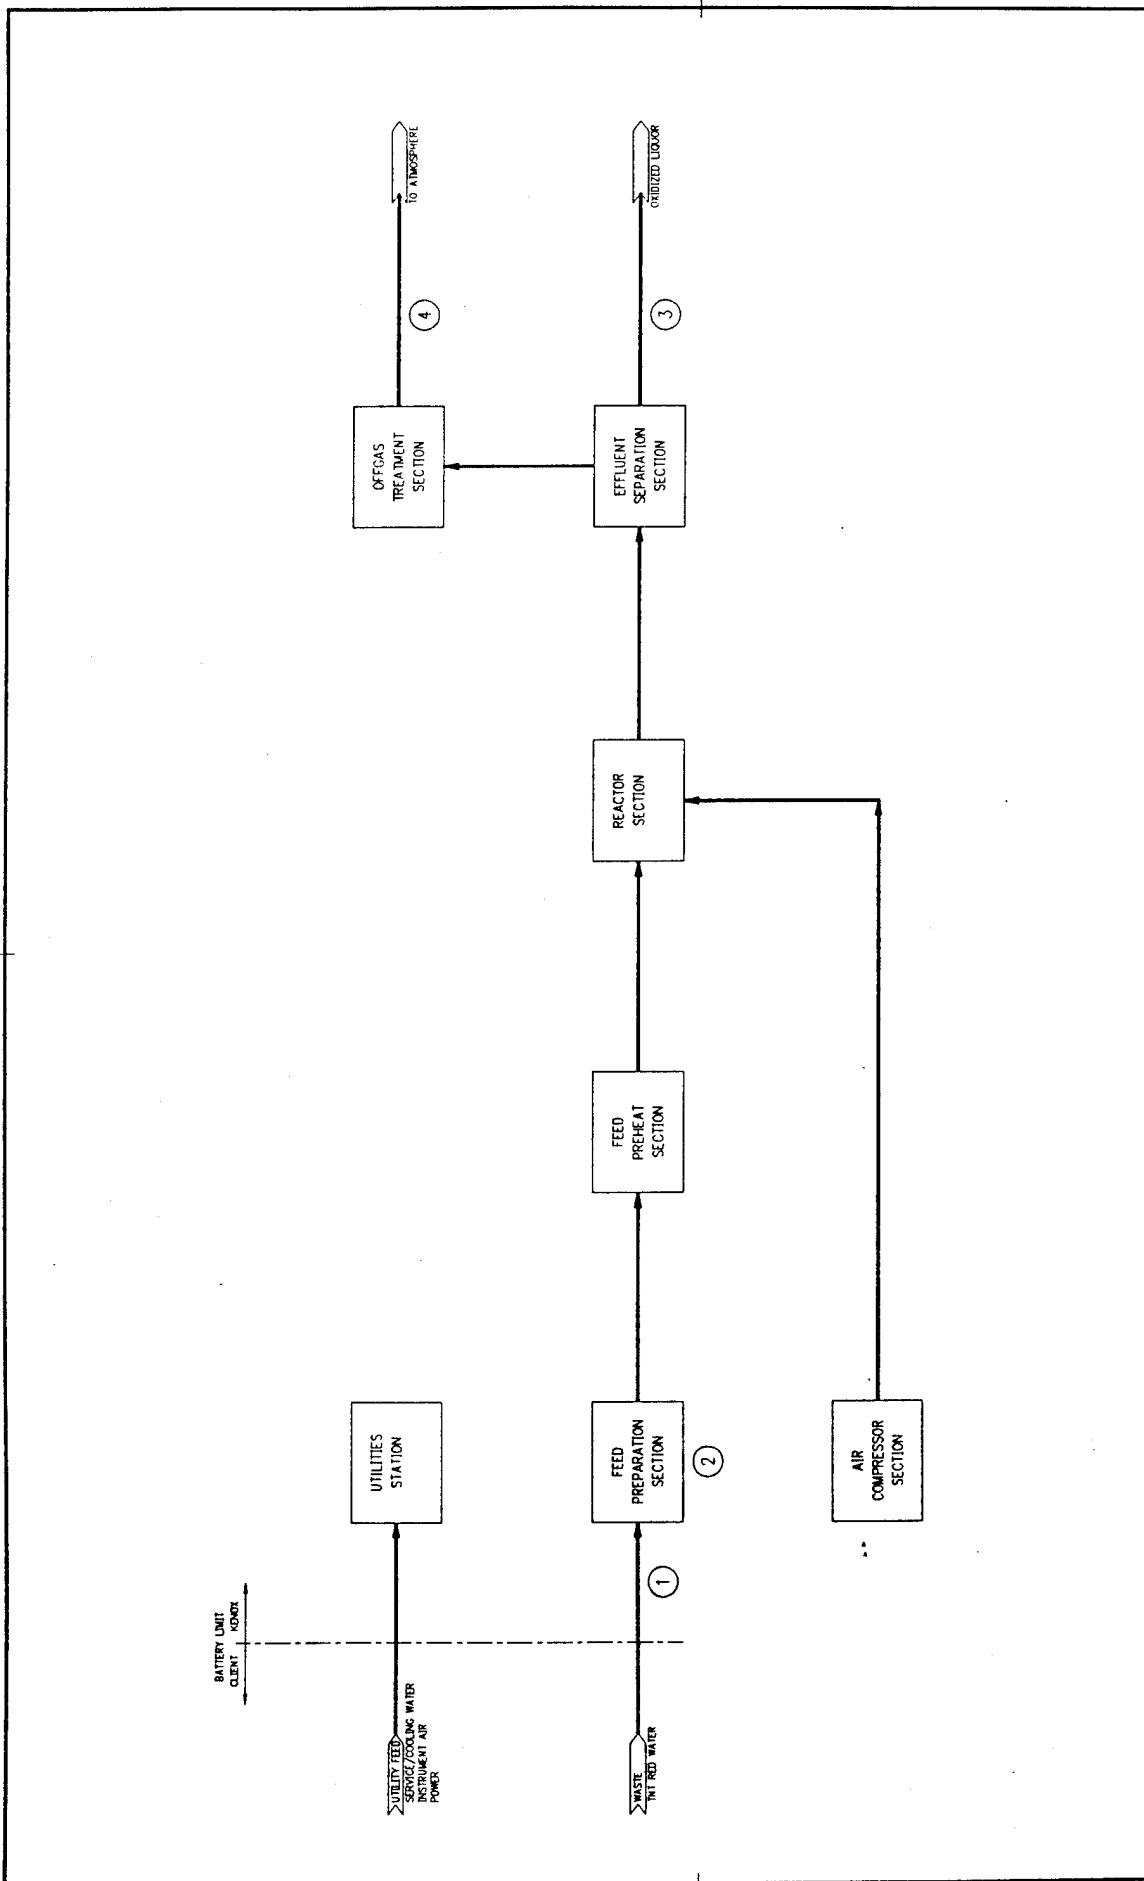 BATTERY LIMIT
CLIENT KENOX
UTILITY FEED
SERVICE/COOLING WATER
INSTRUMENT AIR
POWER
UTILITIES
STATION
OFFGAS
TREATMENT
SECTION
4
TO ATMOSPHERE
WASTE
TNT RED WATER
1
FEED
PREPARATION
SECTION
2
FEED
PREHEAT
SECTION
REACTOR
SECTION
EFFLUENT
SEPARATION
SECTION
3
OXIDIZED LIQUOR
AIR
COMPRESSOR
SECTION